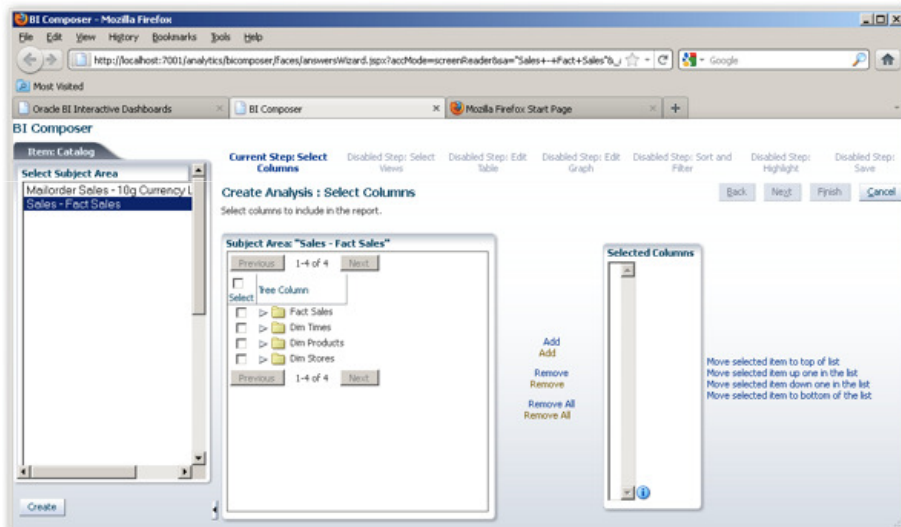 BI Composer - Mozilla Firefox
File Edit View History Bookmarks Tools Help
http://localhost:7001/analytics/bicomposer/faces/answersWizard.jspx?accMode=screenReader&sa="Sales+-+Fact+Sales"&
Google
Most Visited
Oracle BI Interactive Dashboards
BI Composer
Mozilla Firefox Start Page
BI Composer
Item: Catalog
Select Subject Area
Mailorder Sales - 10g Currency L
Sales - Fact Sales
Create
Current Step: Select Columns
Disabled Step: Select Views
Disabled Step: Edit Table
Disabled Step: Edit Graph
Disabled Step: Sort and Filter
Disabled Step: Highlight
Disabled Step: Save
Create Analysis : Select Columns
Back Next Finish Cancel
Select columns to include in the report.
Subject Area: "Sales - Fact Sales"
Previous 1-4 of 4 Next
Select Tree Column
Fact Sales
Dim Times
Dim Products
Dim Stores
Previous 1-4 of 4 Next
Add
Add
Remove
Remove
Remove All
Remove All
Selected Columns
Move selected item to top of list
Move selected item up one in the list
Move selected item down one in the list
Move selected item to bottom of the list